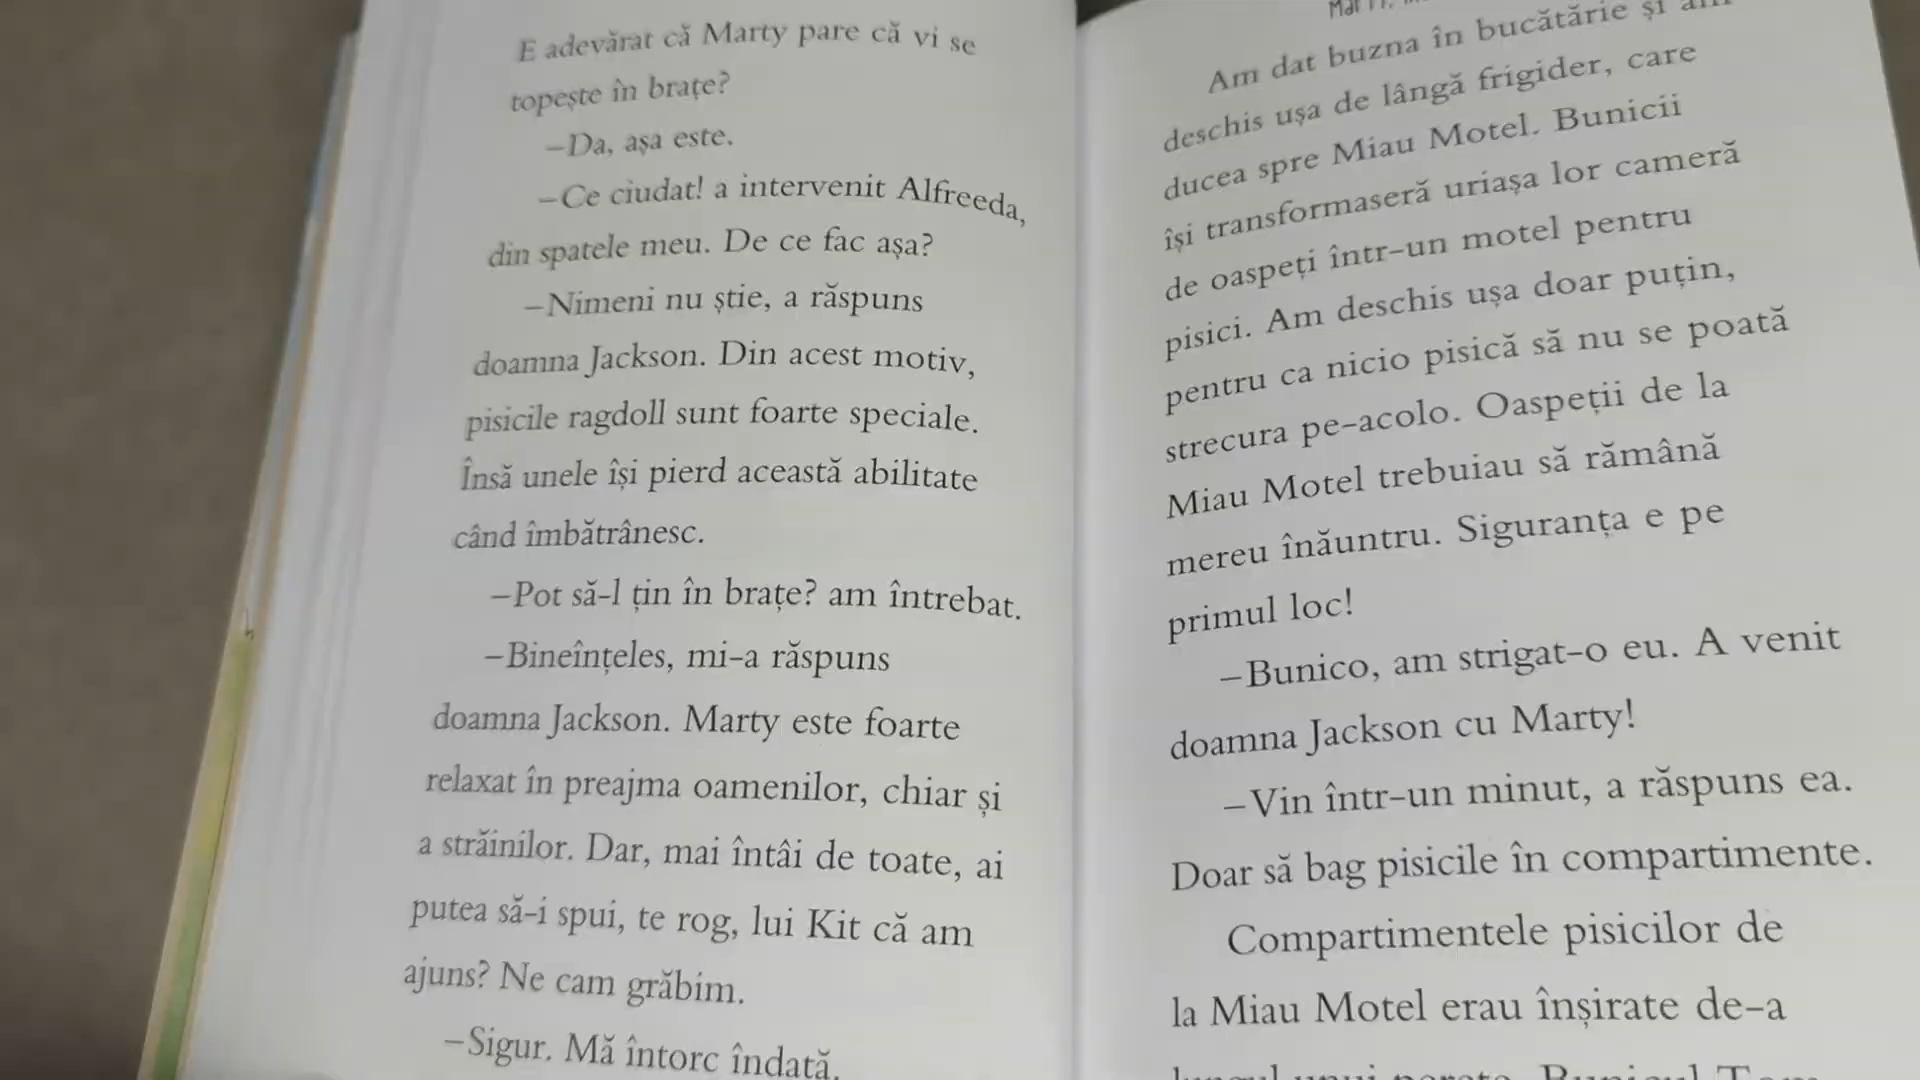 E adevărat că Marty pare că vi se
topește în brațe?
–Da, așa este.
–Ce ciudat! a intervenit Alfreeda,
din spatele meu. De ce fac așa?
–Nimeni nu știe, a răspuns
doamna Jackson. Din acest motiv,
pisicile ragdoll sunt foarte speciale.
Însă unele își pierd această abilitate
când îmbătrânesc.
–Pot să-l țin în brațe? am întrebat.
–Bineînțeles, mi-a răspuns
doamna Jackson. Marty este foarte
relaxat în preajma oamenilor, chiar și
a străinilor. Dar, mai întâi de toate, ai
putea să-i spui, te rog, lui Kit că am
ajuns? Ne cam grăbim.
–Sigur. Mă întorc îndată.
Am dat buzna în bucătărie și am
deschis ușa de lângă frigider, care
ducea spre Miau Motel. Bunicii
își transformaseră uriașa lor cameră
de oaspeți într-un motel pentru
pisici. Am deschis ușa doar puțin,
pentru ca nicio pisică să nu se poată
strecura pe-acolo. Oaspeții de la
Miau Motel trebuiau să rămână
mereu înăuntru. Siguranța e pe
primul loc!
–Bunico, am strigat-o eu. A venit
doamna Jackson cu Marty!
–Vin într-un minut, a răspuns ea.
Doar să bag pisicile în compartimente.
Compartimentele pisicilor de
la Miau Motel erau înșirate de-a